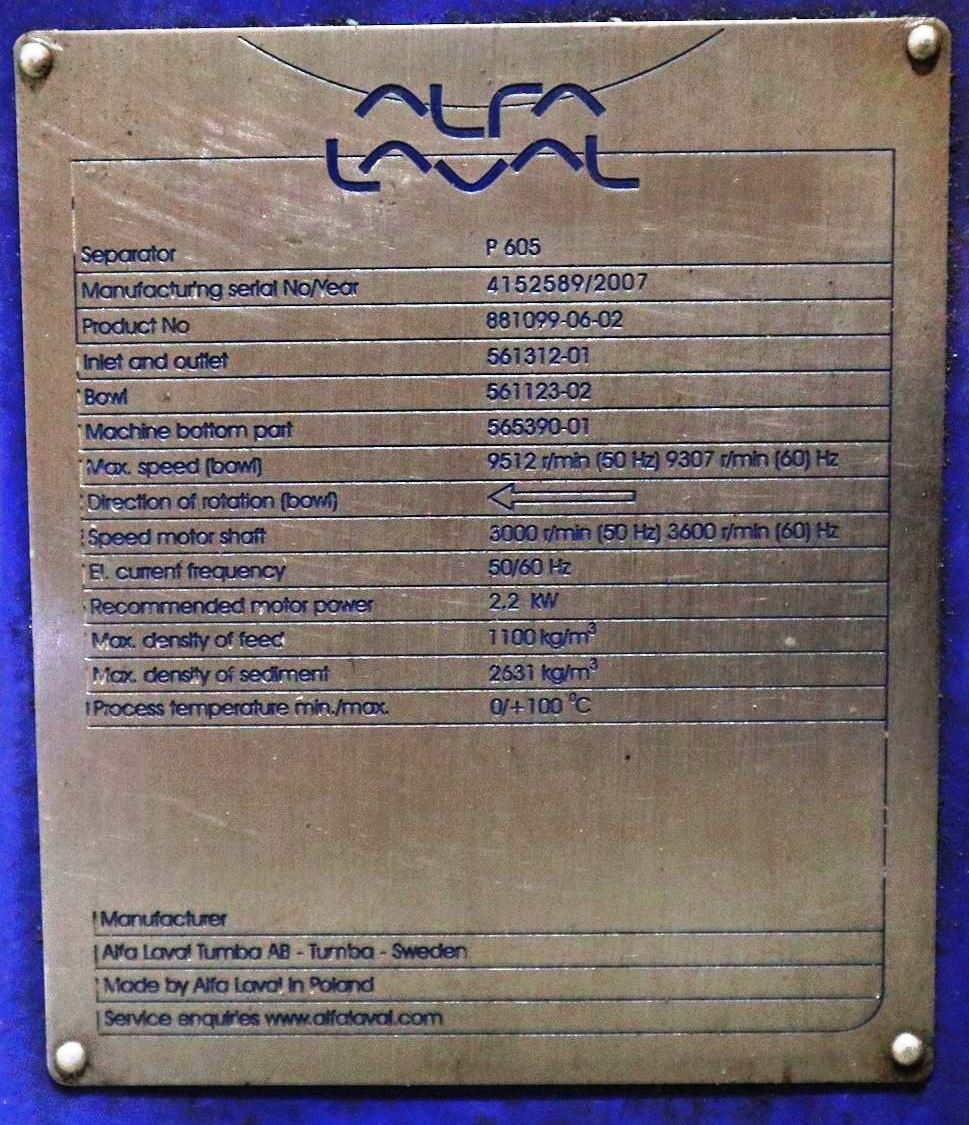 ALFA
LAVAL
Separator P 605
Manufacturing serial No/Year 4152589/2007
Product No 881099-06-02
Inlet and outlet 561312-01
Bowl 561123-02
Machine bottom part 565390-01
Max. speed (bowl) 9512 r/min (50 Hz) 9307 r/min (60) Hz
Direction of rotation (bowl)
Speed motor shaft 3000 r/min (50 Hz) 3600 r/min (60) Hz
El. current frequency 50/60 Hz
Recommended motor power 2,2 KW
Max. density of feed 1100 kg/m³
Max. density of sediment 2631 kg/m³
Process temperature min./max. 0/+100 °C
Manufacturer
Alfa Laval Tumba AB - Tumba - Sweden
Made by Alfa Laval in Poland
Service enquiries www.alfalaval.com